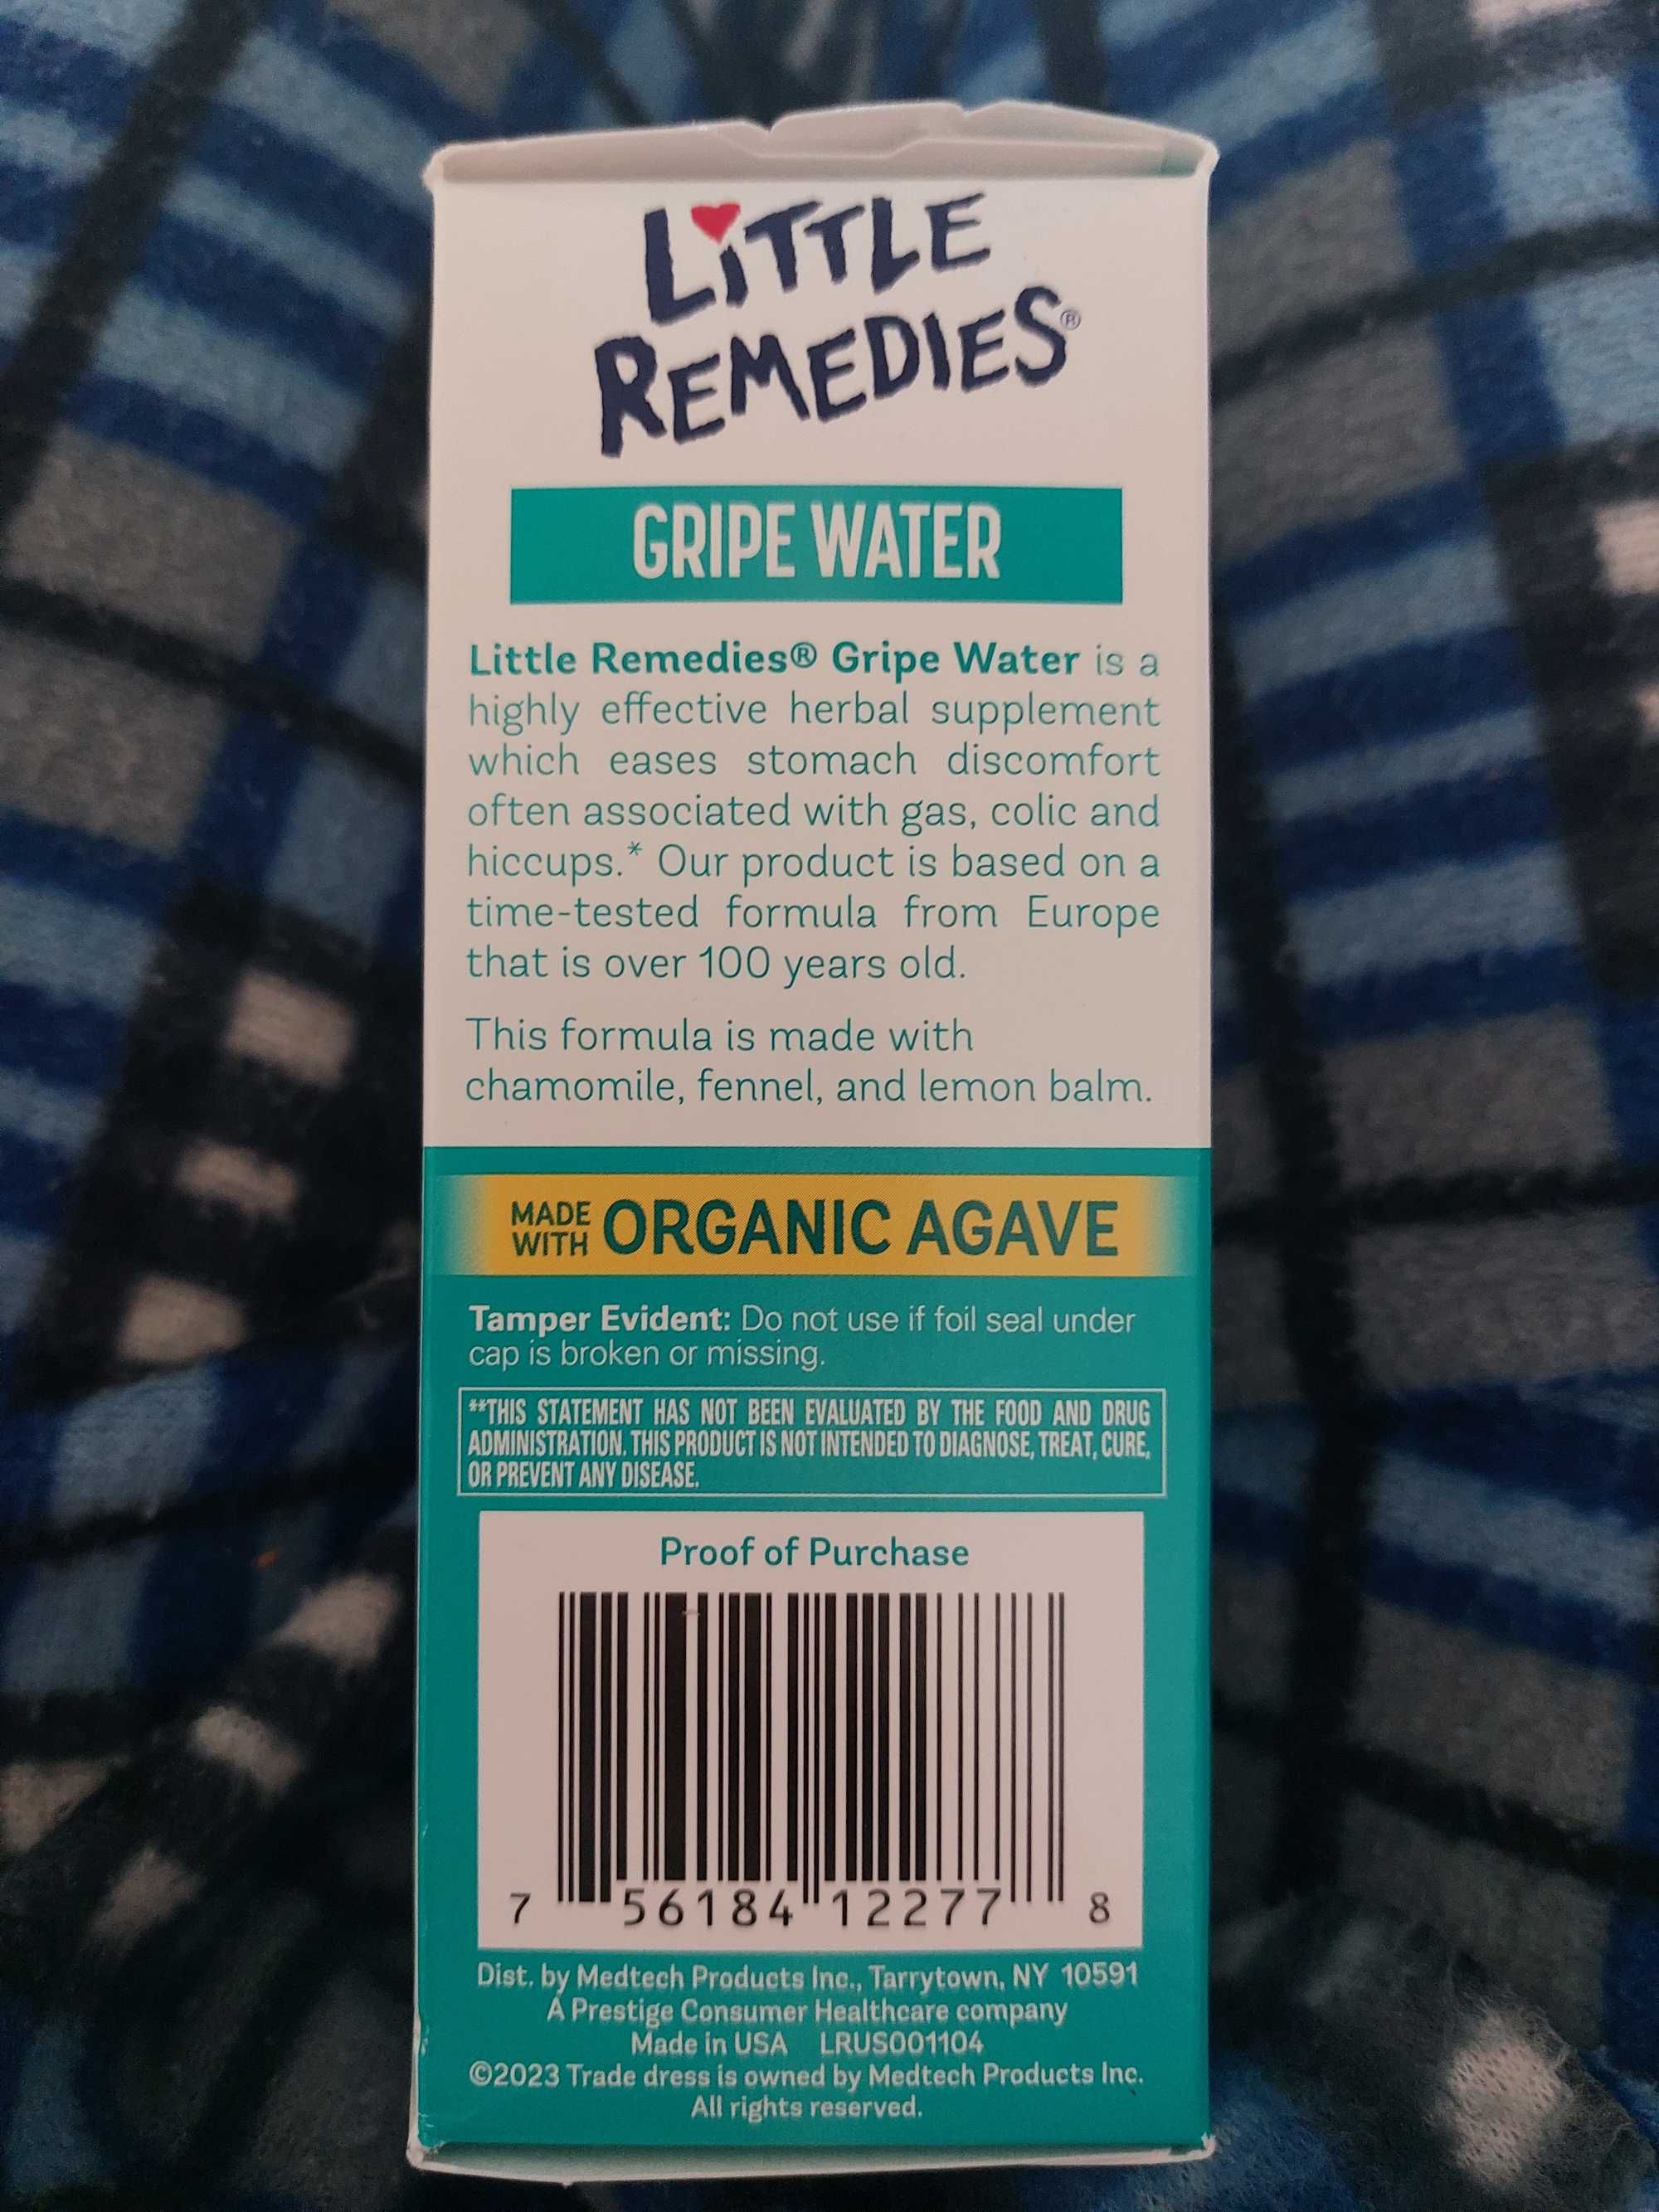 LiTTLE
REMEDiES®
GRIPE WATER
Little Remedies® Gripe Water is a
highly effective herbal supplement
which eases stomach discomfort
often associated with gas, colic and
hiccups.* Our product is based on a
time-tested formula from Europe
that is over 100 years old.
This formula is made with
chamomile, fennel, and lemon balm.
MADE WITH ORGANIC AGAVE
Tamper Evident: Do not use if foil seal under
cap is broken or missing.
**THIS STATEMENT HAS NOT BEEN EVALUATED BY THE FOOD AND DRUG
ADMINISTRATION. THIS PRODUCT IS NOT INTENDED TO DIAGNOSE, TREAT, CURE,
OR PREVENT ANY DISEASE.
Proof of Purchase
7 56184 12277 8
Dist. by Medtech Products Inc., Tarrytown, NY 10591
A Prestige Consumer Healthcare company
Made in USA LRUS001104
©2023 Trade dress is owned by Medtech Products Inc.
All rights reserved.